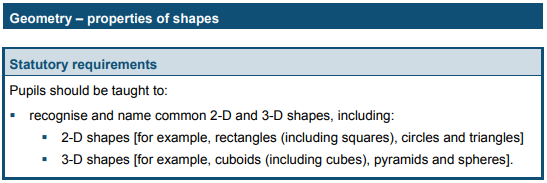 Geometry – properties of shapes
Statutory requirements
Pupils should be taught to:
▪ recognise and name common 2-D and 3-D shapes, including:
▪ 2-D shapes [for example, rectangles (including squares), circles and triangles]
▪ 3-D shapes [for example, cuboids (including cubes), pyramids and spheres].